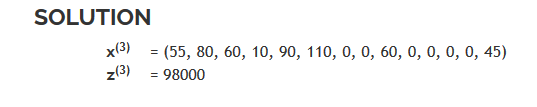 SOLUTION
x(3) = (55, 80, 60, 10, 90, 110, 0, 0, 60, 0, 0, 0, 0, 45)
z(3) = 98000